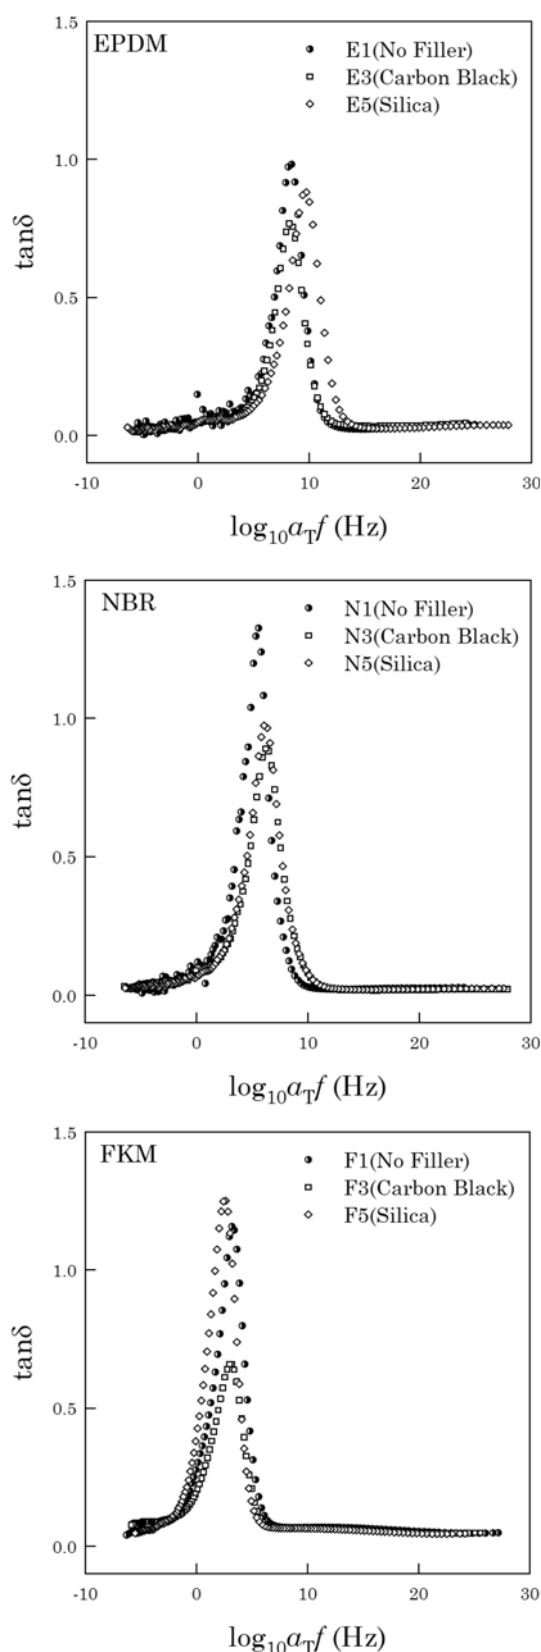 EPDM
E1(No Filler)
E3(Carbon Black)
E5(Silica)
1.5
1.0
0.5
0.0
tanδ
-10 0 10 20 30
log₁₀aTf (Hz)
NBR
N1(No Filler)
N3(Carbon Black)
N5(Silica)
1.5
1.0
0.5
0.0
tanδ
-10 0 10 20 30
log₁₀aTf (Hz)
FKM
F1(No Filler)
F3(Carbon Black)
F5(Silica)
1.5
1.0
0.5
0.0
tanδ
-10 0 10 20 30
log₁₀aTf (Hz)